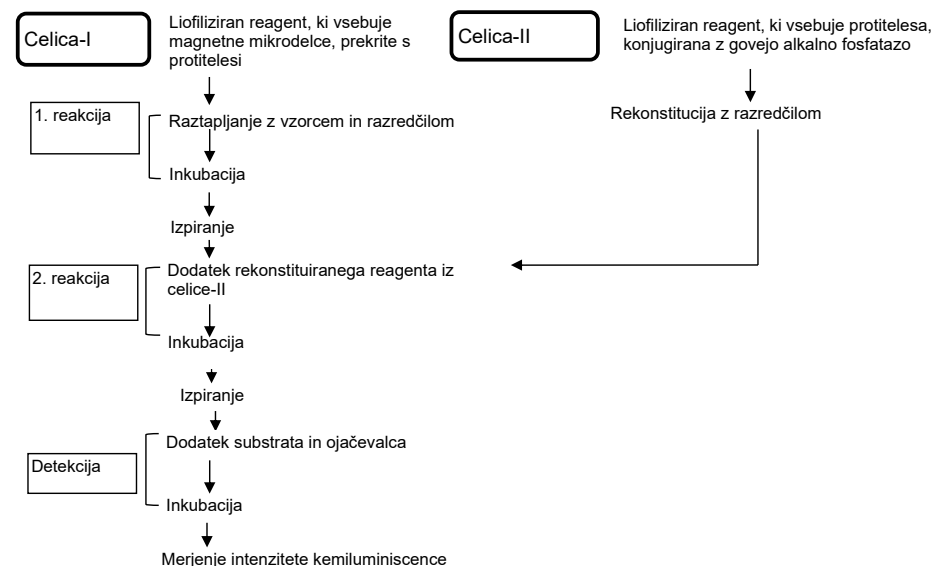 Celica-I
Liofiliziran reagent, ki vsebuje
magnetne mikrodelce, prekrite s
protitelesi
Celica-II
Liofiliziran reagent, ki vsebuje protitelesa,
konjugirana z govejo alkalno fosfatazo
1. reakcija
Raztapljanje z vzorcem in razredčilom
Rekonstitucija z razredčilom
Inkubacija
Izpiranje
2. reakcija
Dodatek rekonstituiranega reagenta iz
celice-II
Inkubacija
Izpiranje
Dodatek substrata in ojačevalca
Detekcija
Inkubacija
Merjenje intenzitete kemiluminiscence